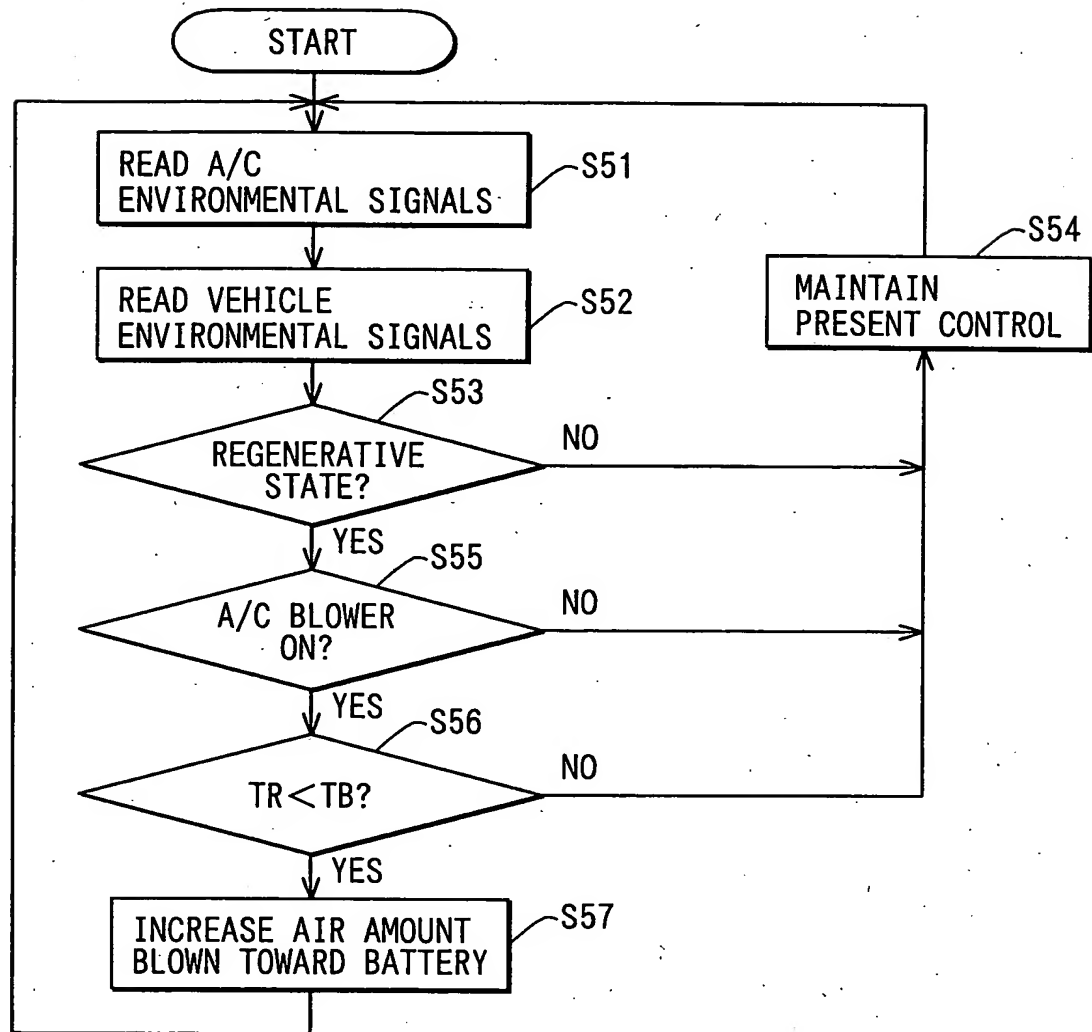 START
READ A/C
ENVIRONMENTAL SIGNALS
S51
READ VEHICLE
ENVIRONMENTAL SIGNALS
S52
S54
MAINTAIN
PRESENT CONTROL
S53
REGENERATIVE
STATE?
NO
YES
S55
A/C BLOWER
ON?
NO
YES
S56
TR<TB?
NO
YES
S57
INCREASE AIR AMOUNT
BLOWN TOWARD BATTERY